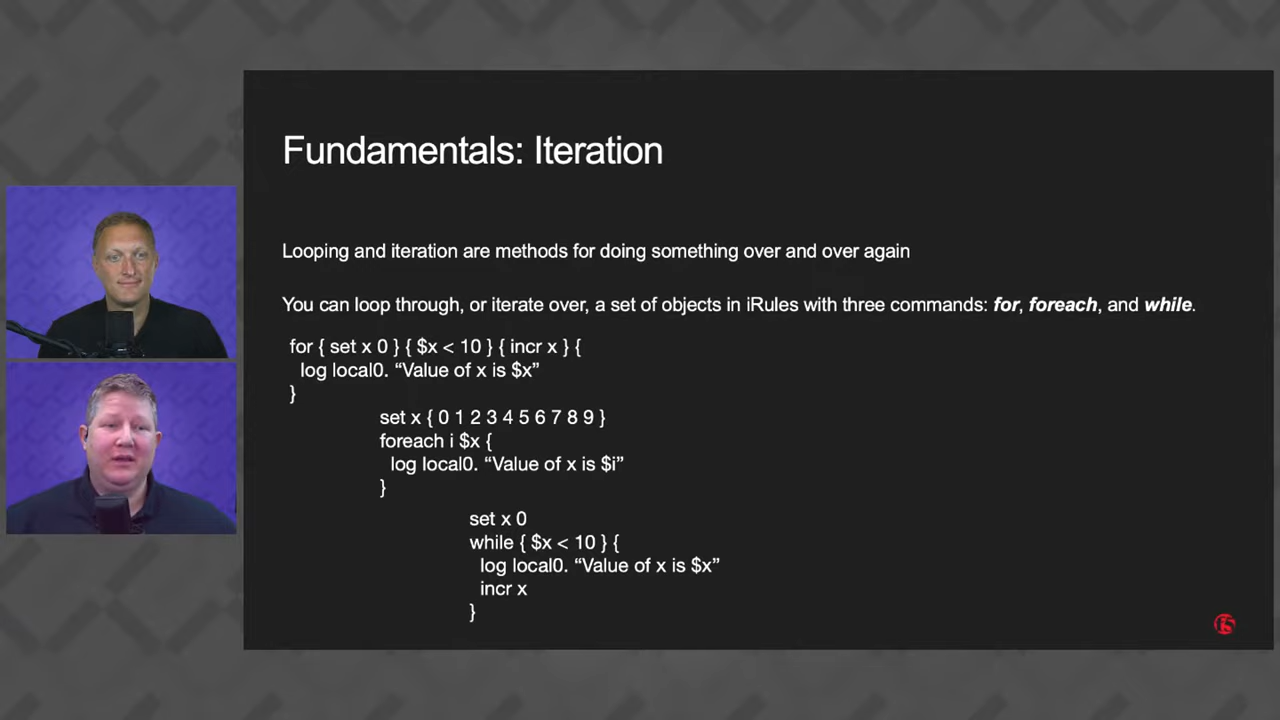 Fundamentals: Iteration
Looping and iteration are methods for doing something over and over again
You can loop through, or iterate over, a set of objects in iRules with three commands: for, foreach, and while.
for { set x 0 } { $x < 10 } { incr x } {
log local0. “Value of x is $x”
}
set x { 0 1 2 3 4 5 6 7 8 9 }
foreach i $x {
log local0. “Value of x is $i”
}
set x 0
while { $x < 10 } {
log local0. “Value of x is $x”
incr x
}
f5